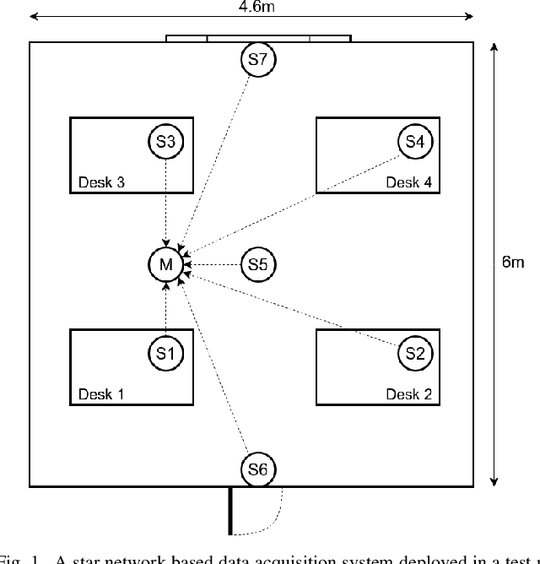 4.6m
S7
S3
S4
Desk 3
Desk 4
M
S5
6m
S1
S2
Desk 1
Desk 2
S6
Fig. 1. A star network based data acquisition system deployed in a test